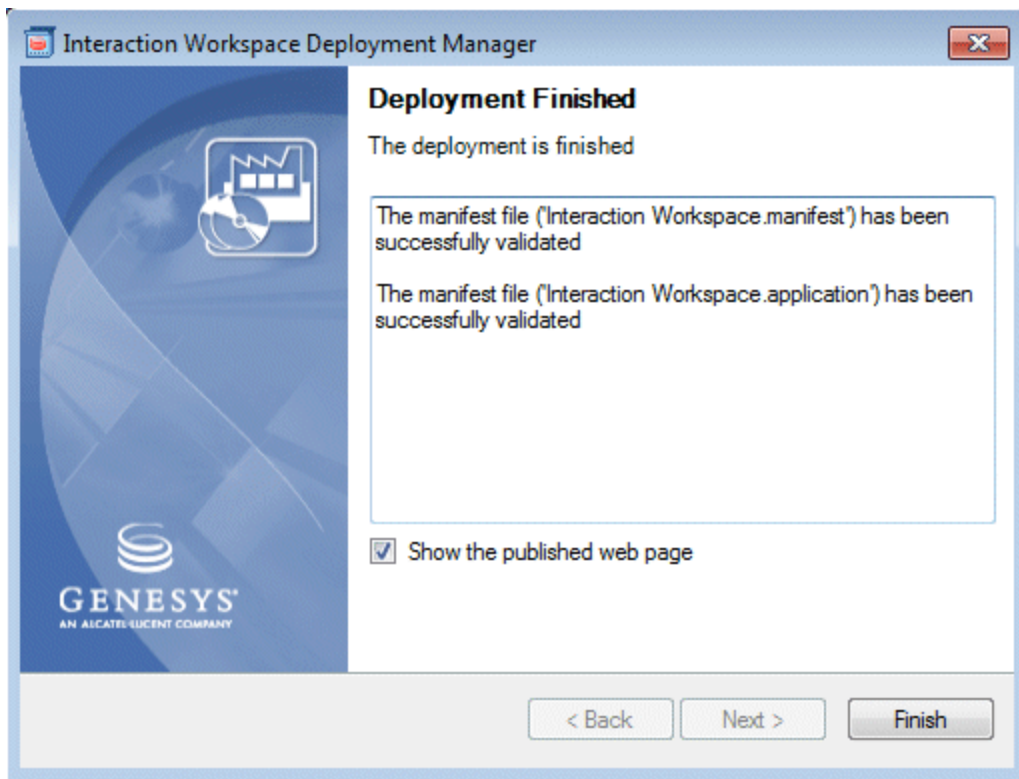 Interaction Workspace Deployment Manager
Deployment Finished
The deployment is finished
The manifest file ('Interaction Workspace.manifest') has been
successfully validated
The manifest file ('Interaction Workspace.application') has been
successfully validated
Show the published web page
GENESYS
AN ALCATEL-LUCENT COMPANY
< Back
Next >
Finish